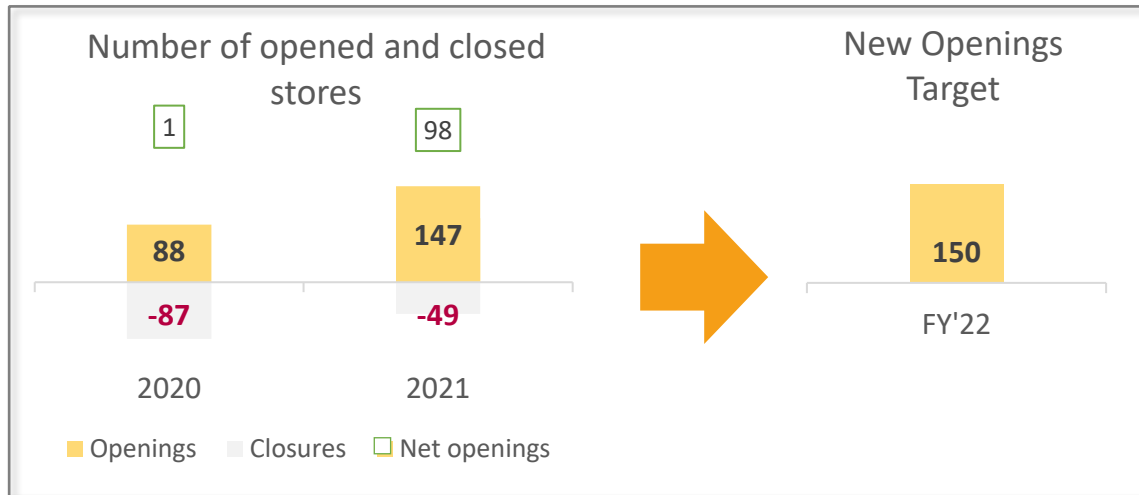 Number of opened and closed
stores
1
98
88
147
-87
-49
2020
2021
Openings
Closures
Net openings
New Openings
Target
150
FY'22